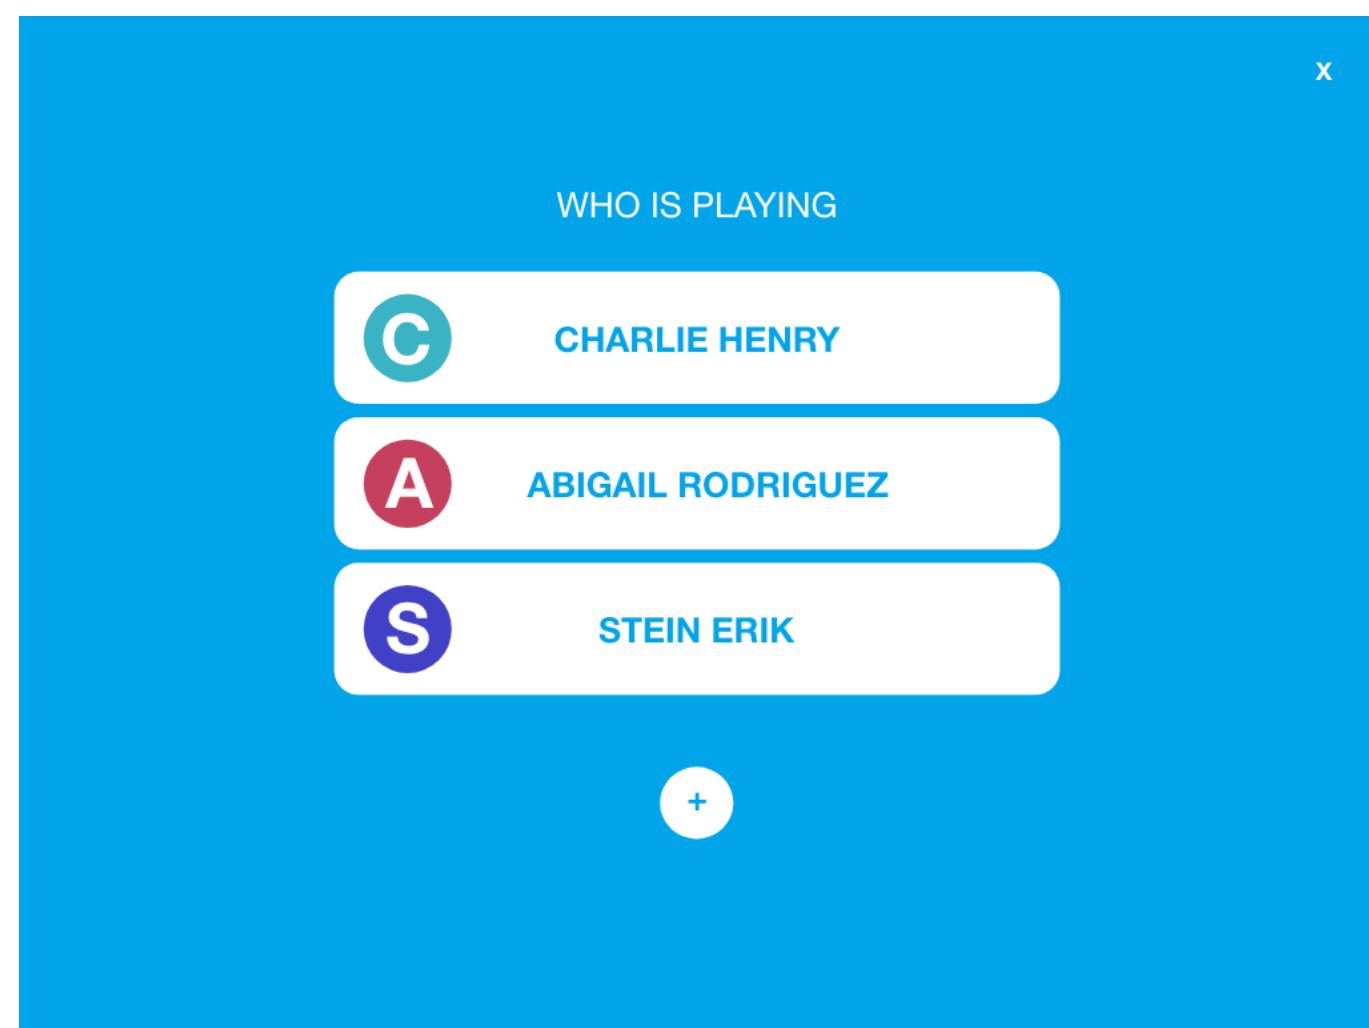 X
WHO IS PLAYING
C CHARLIE HENRY
A ABIGAIL RODRIGUEZ
S STEIN ERIK
+